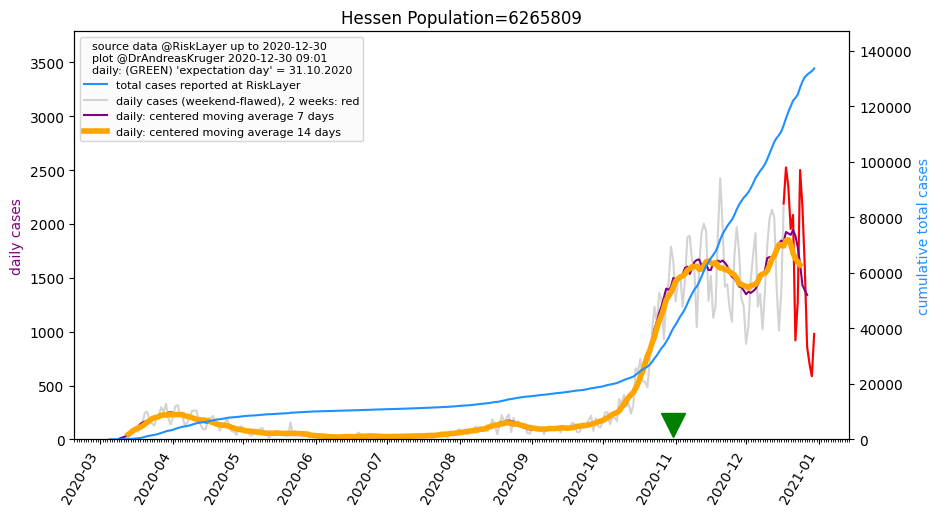 Hessen Population=6265809
source data @RiskLayer up to 2020-12-30
plot @DrAndreasKruger 2020-12-30 09:01
daily: (GREEN) 'expectation day' = 31.10.2020
total cases reported at RiskLayer
daily cases (weekend-flawed), 2 weeks: red
daily: centered moving average 7 days
daily: centered moving average 14 days
daily cases
3500
3000
2500
2000
1500
1000
500
0
140000
120000
100000
80000
60000
40000
20000
0
cumulative total cases
2020-03
2020-04
2020-05
2020-06
2020-07
2020-08
2020-09
2020-10
2020-11
2020-12
2021-01